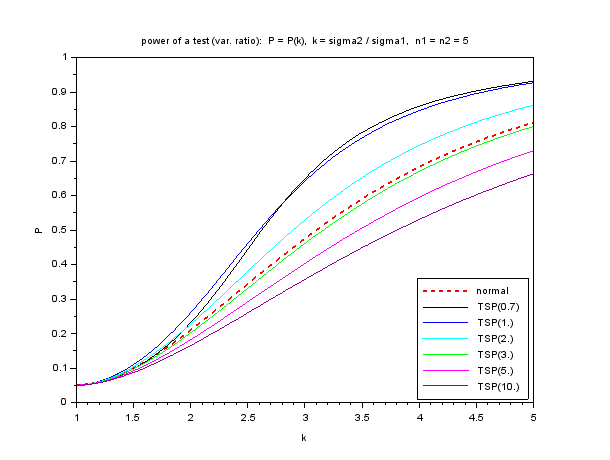 power of a test (var. ratio):  P = P(k),  k = sigma2 / sigma1,  n1 = n2 = 5
1
0.9
0.8
0.7
0.6
0.5
0.4
0.3
0.2
0.1
0
P
normal
TSP(0.7)
TSP(1.)
TSP(2.)
TSP(3.)
TSP(5.)
TSP(10.)
1 1.5 2 2.5 3 3.5 4 4.5 5
k